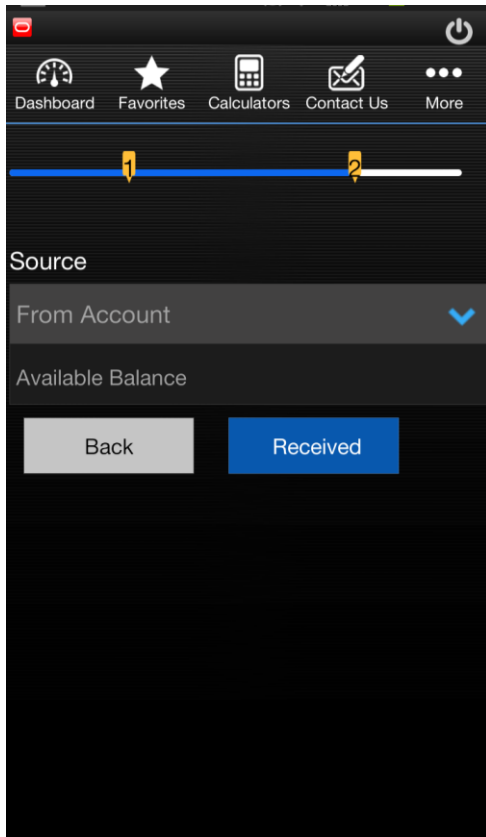 Dashboard Favorites Calculators Contact Us More
1 2
Source
From Account
Available Balance
Back Received